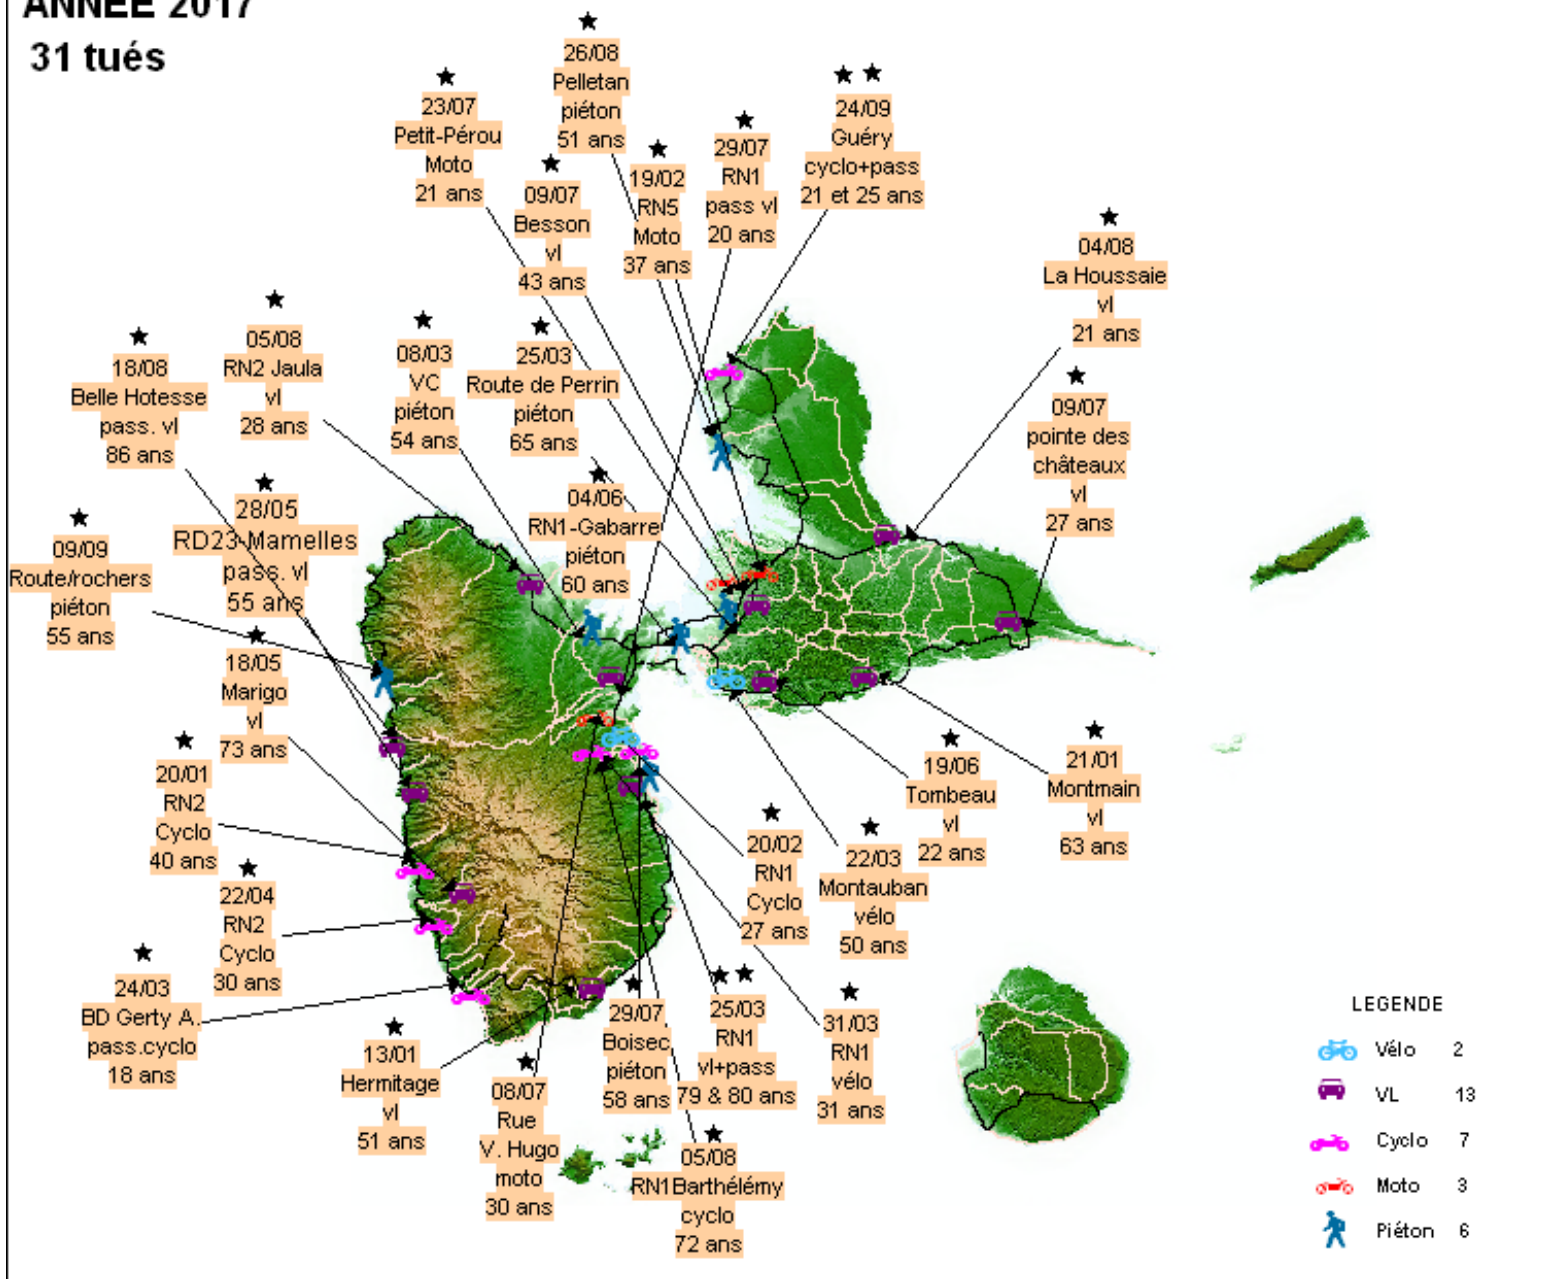 ANNEE 2017
31 tués
26/08
Pelletan
piéton
51 ans
23/07
Petit-Pérou
Moto
21 ans
24/09
Guéry
cyclo+pass
21 et 25 ans
29/07
RN1
pass vl
20 ans
19/02
RN5
Moto
37 ans
09/07
Besson
vl
43 ans
04/08
La Houssaie
vl
21 ans
05/08
RN2 Jaula
vl
28 ans
08/03
VC
piéton
54 ans
25/03
Route de Perrin
piéton
65 ans
18/08
Belle Hotesse
pass. vl
86 ans
09/07
pointe des
châteaux
vl
27 ans
28/05
RD23-Mamelles
pass. vl
55 ans
04/06
RN1-Gabarre
piéton
60 ans
09/09
Route/rochers
piéton
55 ans
18/05
Marigo
vl
73 ans
20/01
RN2
Cyclo
40 ans
22/04
RN2
Cyclo
30 ans
24/03
BD Gerty A.
pass.cyclo
18 ans
13/01
Hermitage
vl
51 ans
08/07
Rue
V. Hugo
moto
30 ans
29/07
Boisec
piéton
58 ans
25/03
RN1
vl+pass
79 & 80 ans
05/08
RN1Barthélémy
cyclo
72 ans
31/03
RN1
vélo
31 ans
20/02
RN1
Cyclo
27 ans
22/03
Montauban
vélo
50 ans
19/06
Tombeau
vl
22 ans
21/01
Montmain
vl
63 ans
LEGENDE
Vélo 2
VL 13
Cyclo 7
Moto 3
Piéton 6